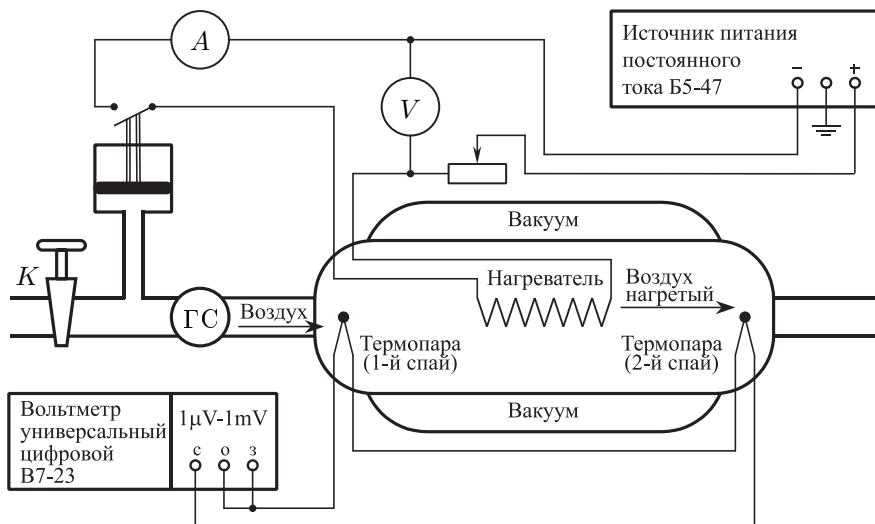 A
V
Источник питания
постоянного
тока Б5-47
− +
Вакуум
K
ГС
Воздух
Нагреватель
Воздух
нагретый
Термопара
(1-й спай)
Термопара
(2-й спай)
Вакуум
Вольтметр
универсальный
цифровой
В7-23
1μV-1mV
с о з